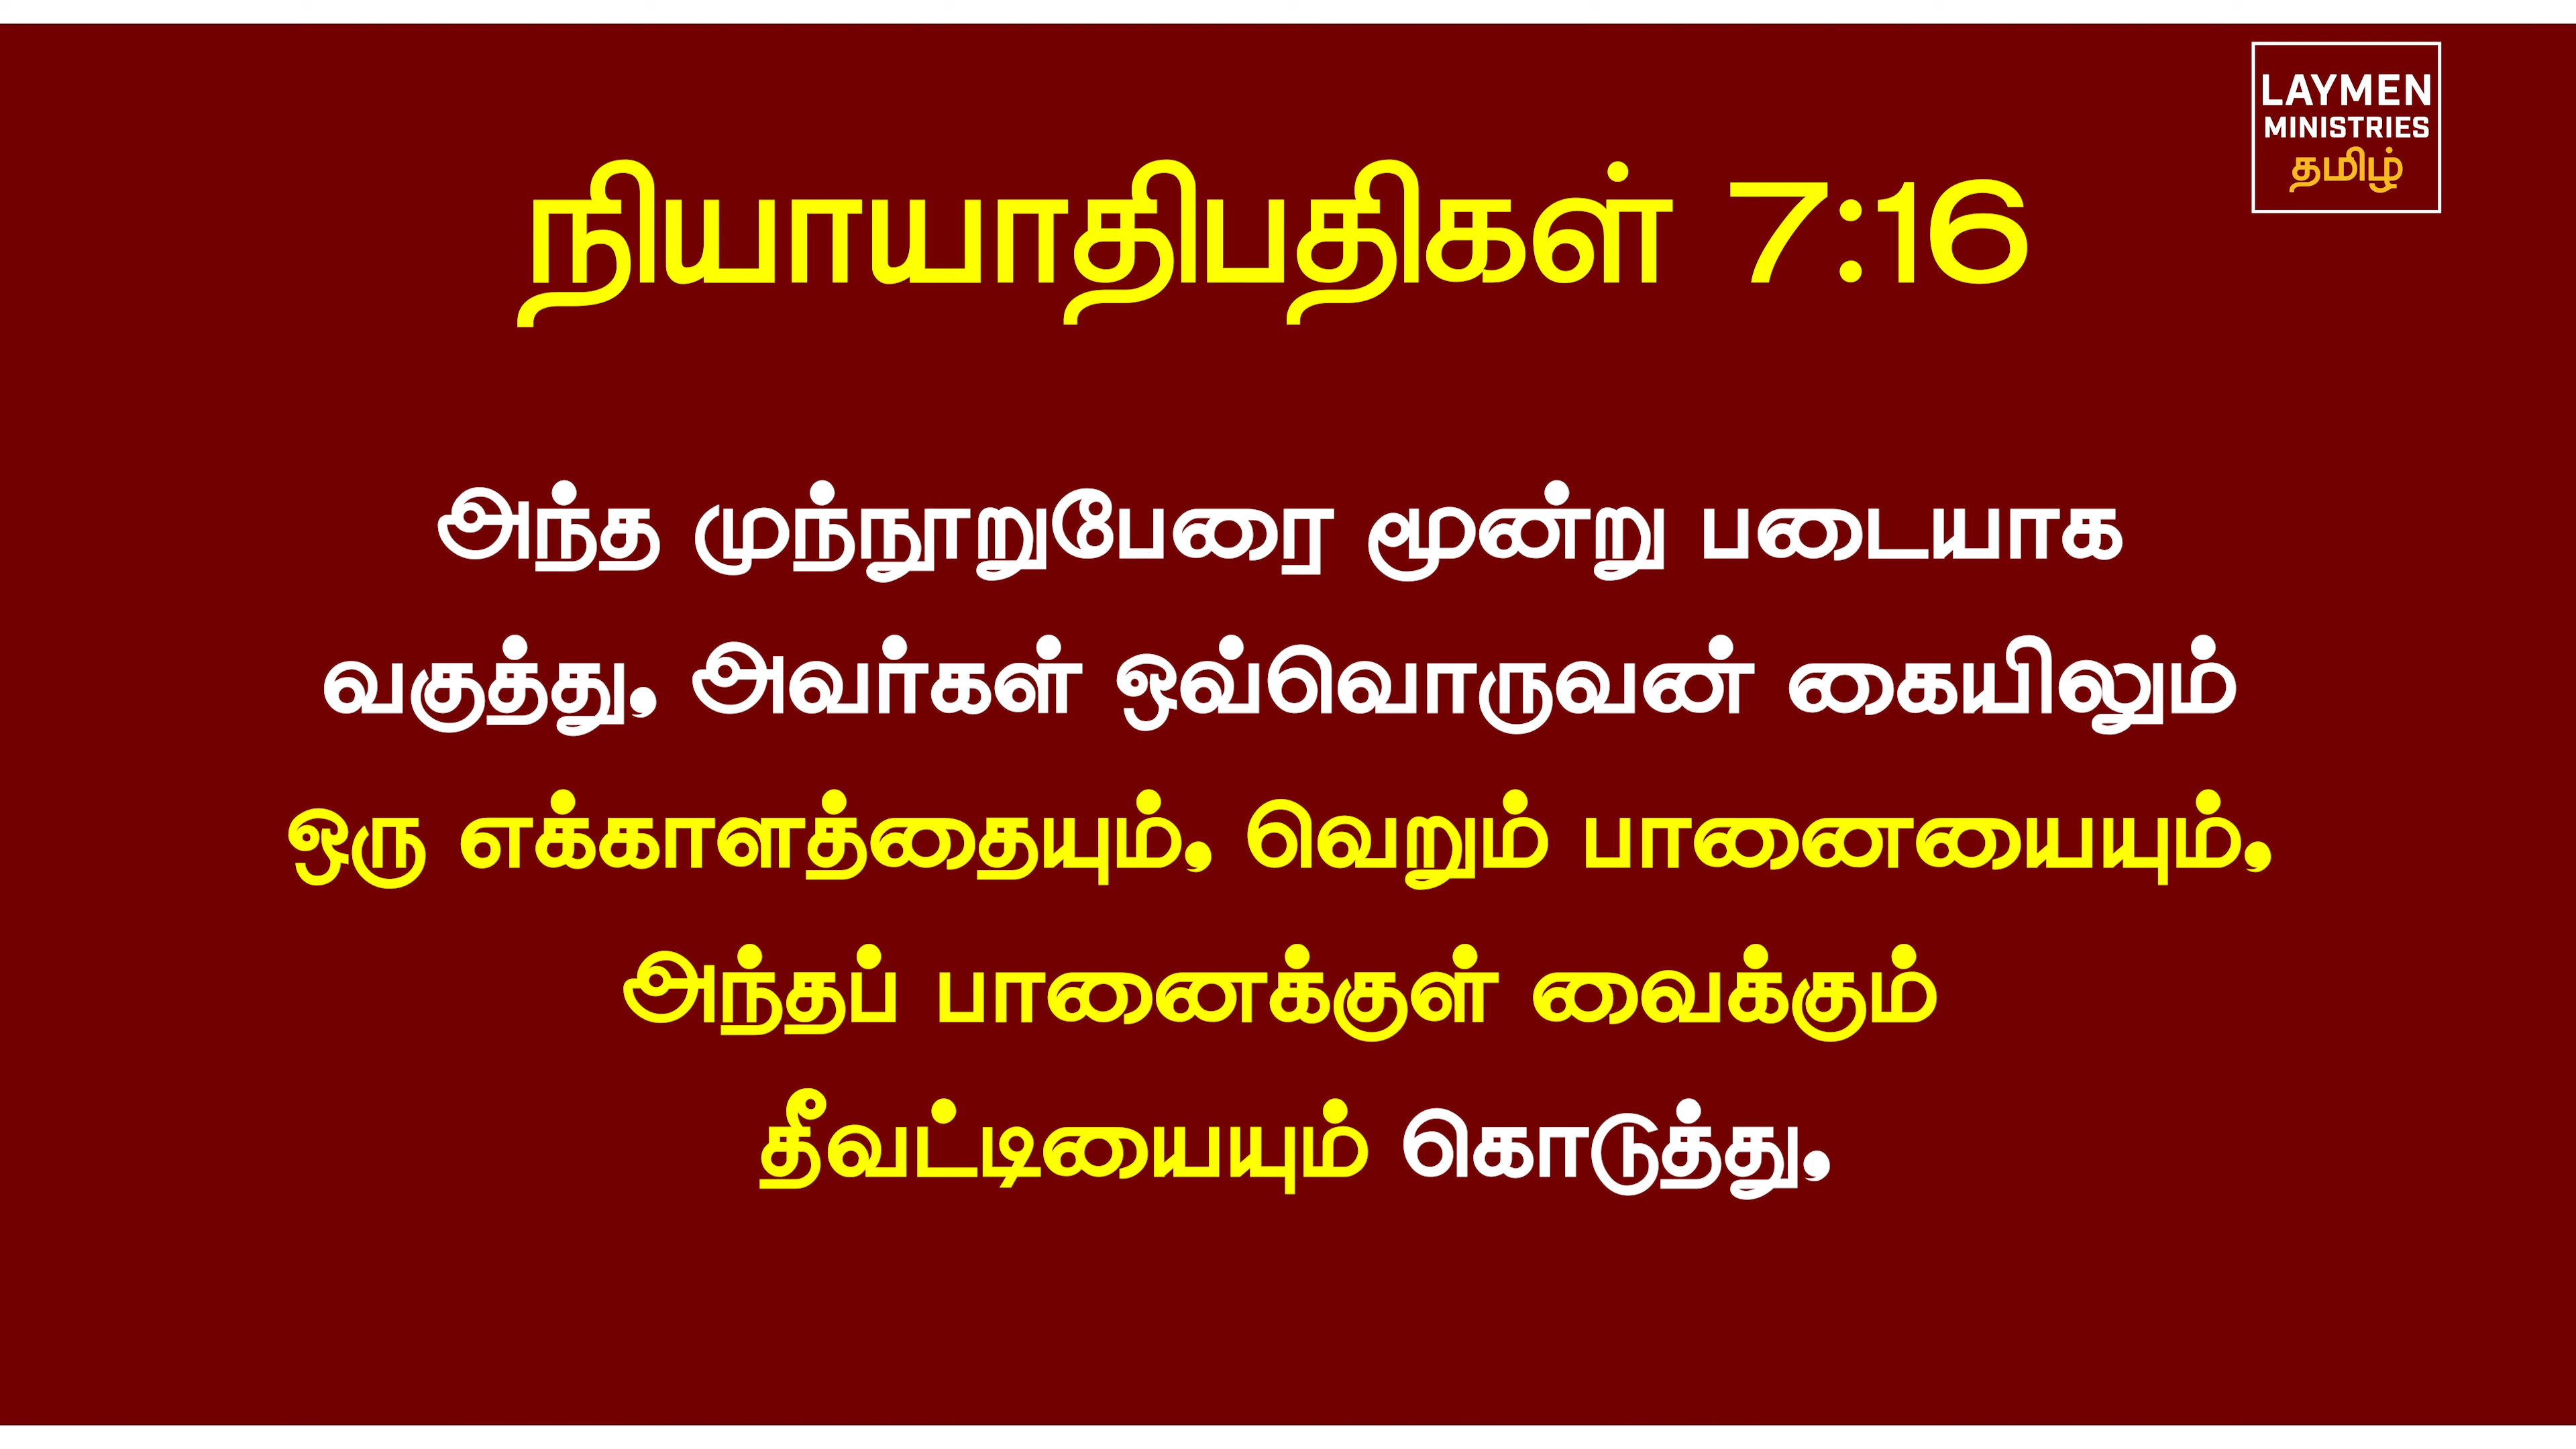 LAYMEN
MINISTRIES
தமிழ்
நியாயாதிபதிகள் 7:16
அந்த முந்நூறுபேரை மூன்று படையாக
வகுத்து, அவர்கள் ஒவ்வொருவன் கையிலும்
ஒரு எக்காளத்தையும், வெறும் பானையையும்,
அந்தப் பானைக்குள் வைக்கும்
தீவட்டியையும் கொடுத்து,